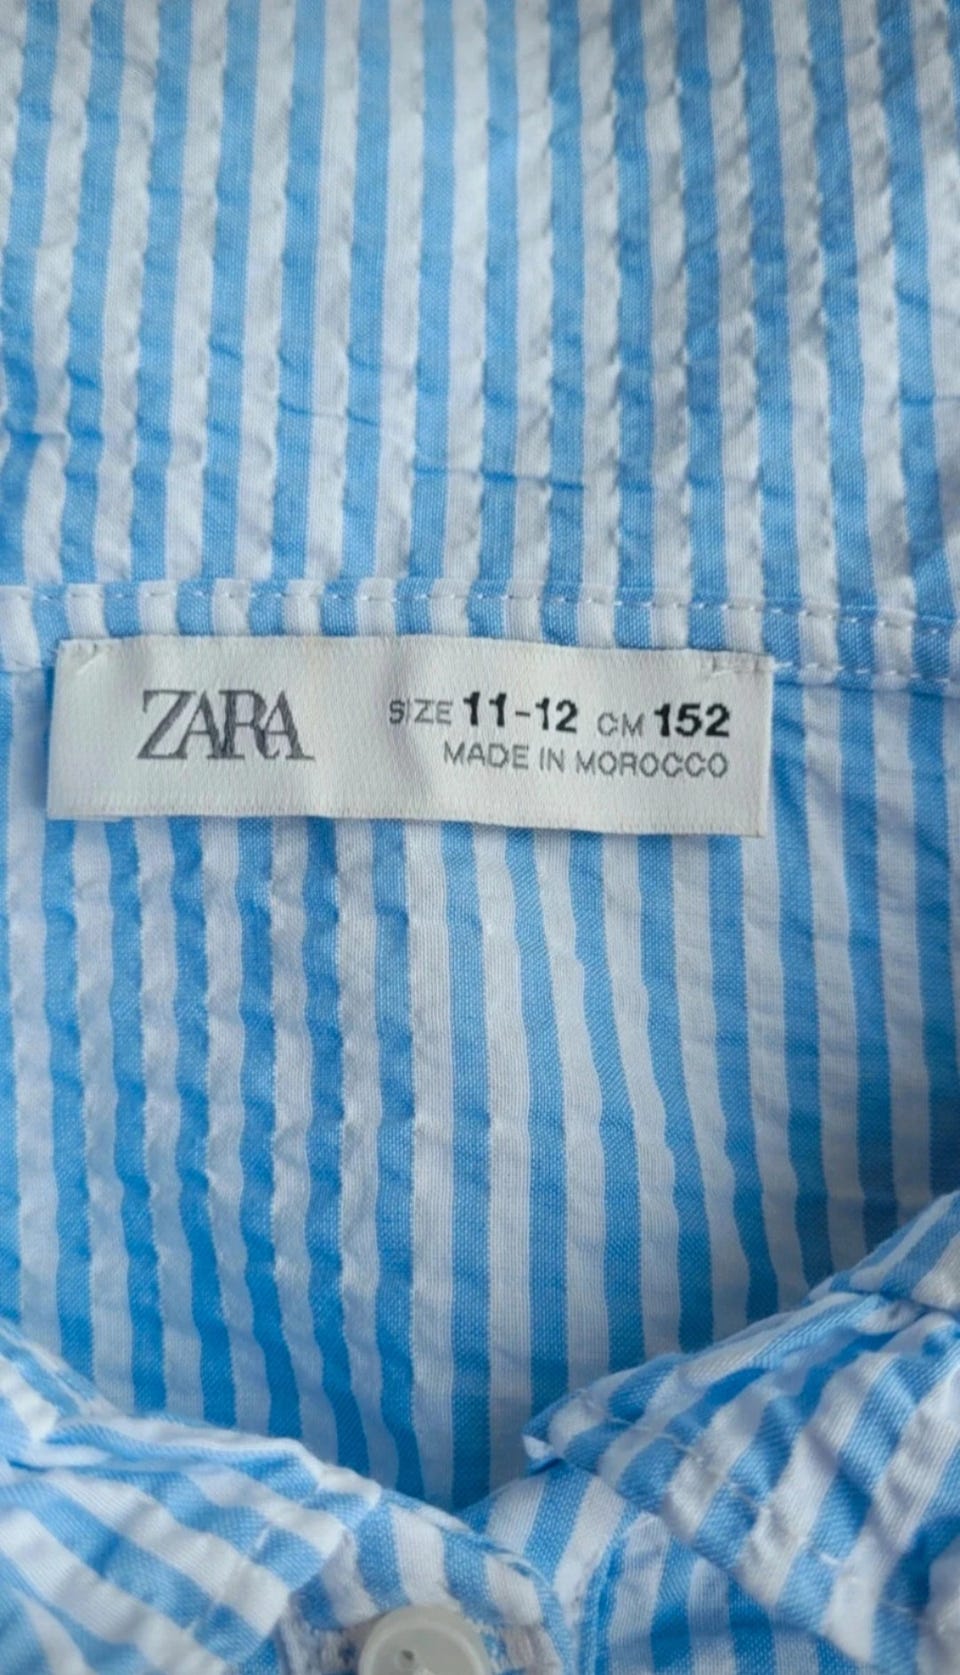 ZARA SIZE 11-12 CM 152
MADE IN MOROCCO